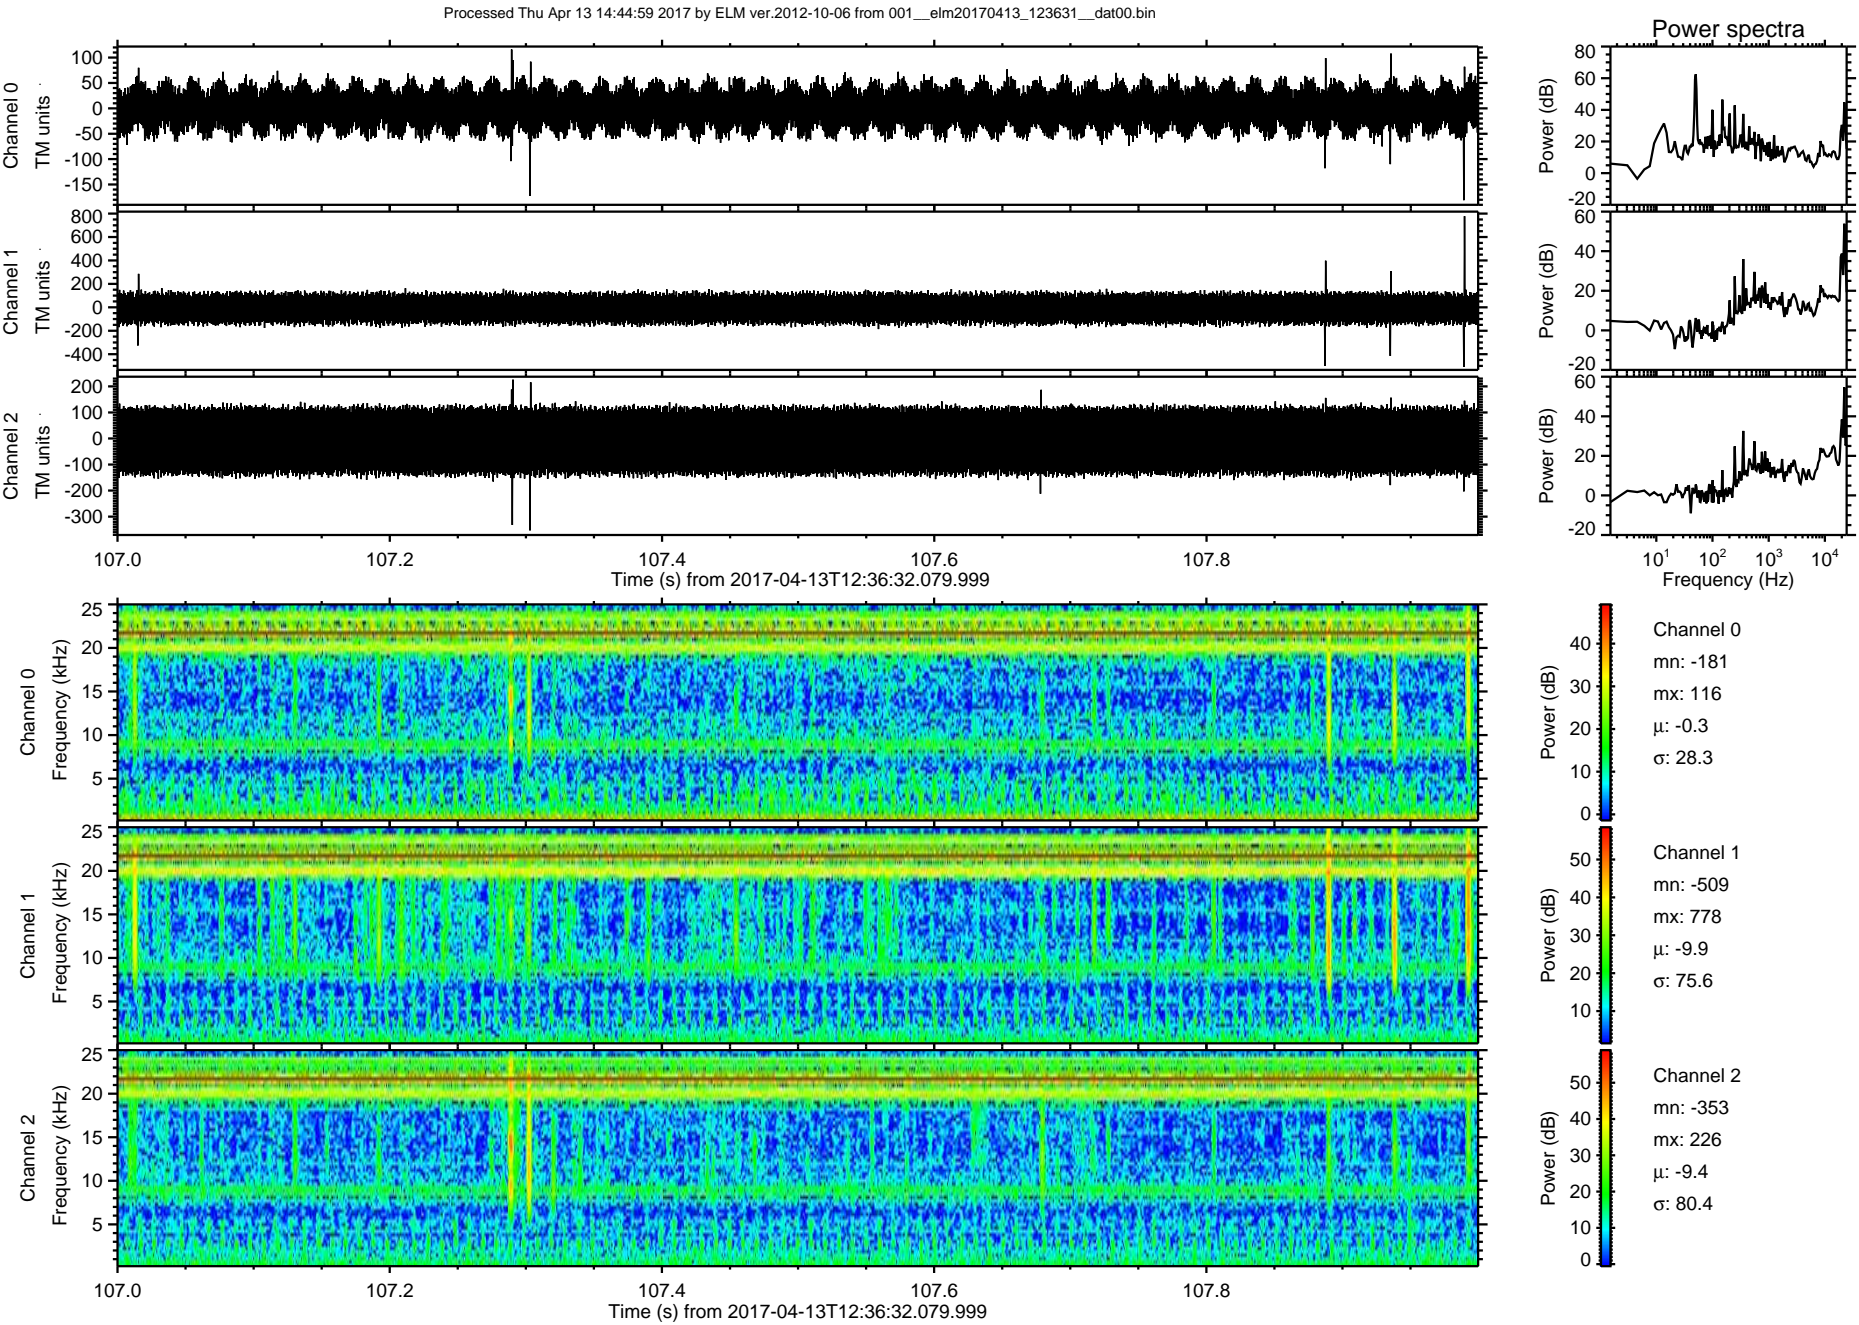 Processed Thu Apr 13 14:44:59 2017 by ELM ver.2012-10-06 from 001__elm20170413_123631__dat00.bin
Power spectra
Channel 0
TM units
100
50
0
-50
-100
-150
Power (dB)
80
60
40
20
0
-20
Channel 1
TM units
800
600
400
200
0
-200
-400
Power (dB)
60
40
20
0
-20
Channel 2
TM units
200
100
0
-100
-200
-300
Power (dB)
60
40
20
0
-20
107.0 107.2 107.4 107.6 107.8
Time (s) from 2017-04-13T12:36:32.079.999
10^1 10^2 10^3 10^4
Frequency (Hz)
Channel 0
Frequency (kHz)
25
20
15
10
5
Power (dB)
40
30
20
10
0
Channel 0
mn: -181
mx: 116
μ: -0.3
σ: 28.3
Channel 1
Frequency (kHz)
25
20
15
10
5
Power (dB)
50
40
30
20
10
Channel 1
mn: -509
mx: 778
μ: -9.9
σ: 75.6
Channel 2
Frequency (kHz)
25
20
15
10
5
Power (dB)
50
40
30
20
10
0
Channel 2
mn: -353
mx: 226
μ: -9.4
σ: 80.4
107.0 107.2 107.4 107.6 107.8
Time (s) from 2017-04-13T12:36:32.079.999